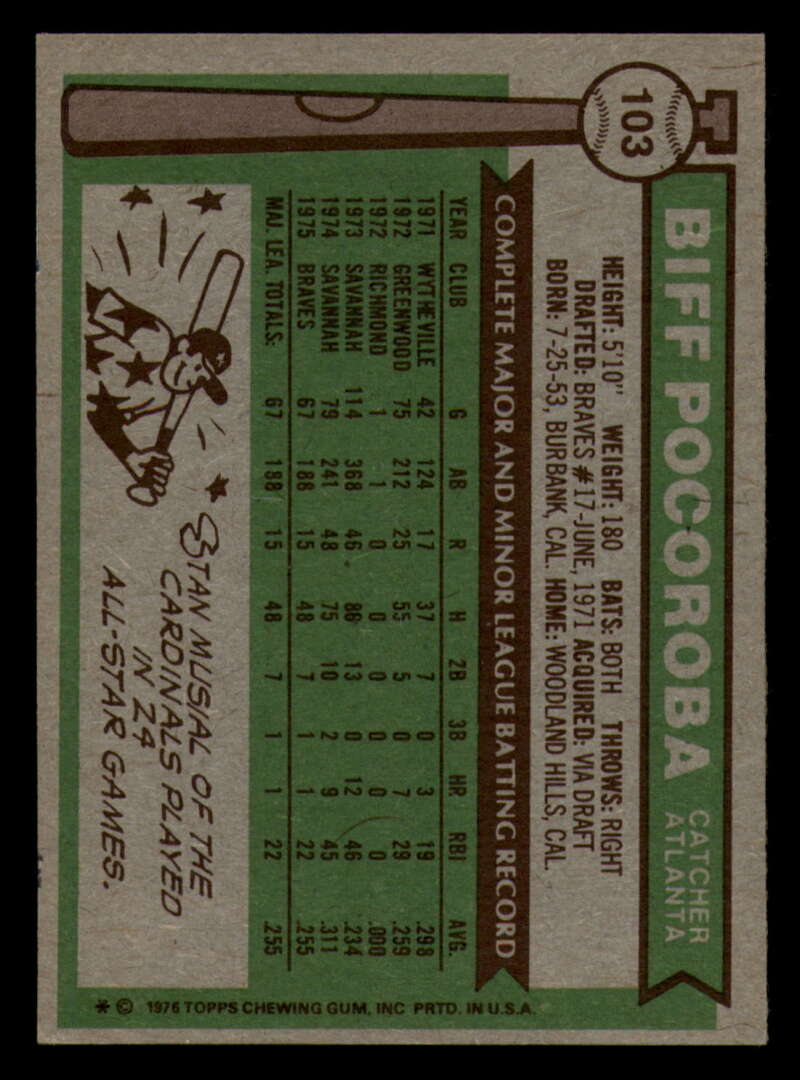 103
BIFF POCOROBA
CATCHER
ATLANTA
HEIGHT: 5'10" WEIGHT: 180 BATS: BOTH THROWS: RIGHT
DRAFTED: BRAVES #17-JUNE, 1971 ACQUIRED: VIA DRAFT
BORN: 7-25-53, BURBANK, CAL. HOME: WOODLAND HILLS, CAL.
COMPLETE MAJOR AND MINOR LEAGUE BATTING RECORD
YEAR CLUB G AB R H 2B 3B HR RBI AVG.
1971 WYTHEVILLE 42 124 17 37 7 0 3 19 .298
1972 GREENWOOD 75 212 25 55 5 0 7 29 .259
1972 RICHMOND 1 1 0 0 0 0 0 0 .000
1973 SAVANNAH 114 368 46 86 13 0 12 46 .234
1974 SAVANNAH 79 241 48 75 10 2 9 45 .311
1975 BRAVES 67 188 15 48 7 1 1 22 .255
MAJ. LEA. TOTALS: 67 188 15 48 7 1 1 22 .255
STAN MUSIAL OF THE
CARDINALS PLAYED
IN 24
ALL-STAR GAMES.
* © 1976 TOPPS CHEWING GUM, INC PRTD. IN U.S.A.